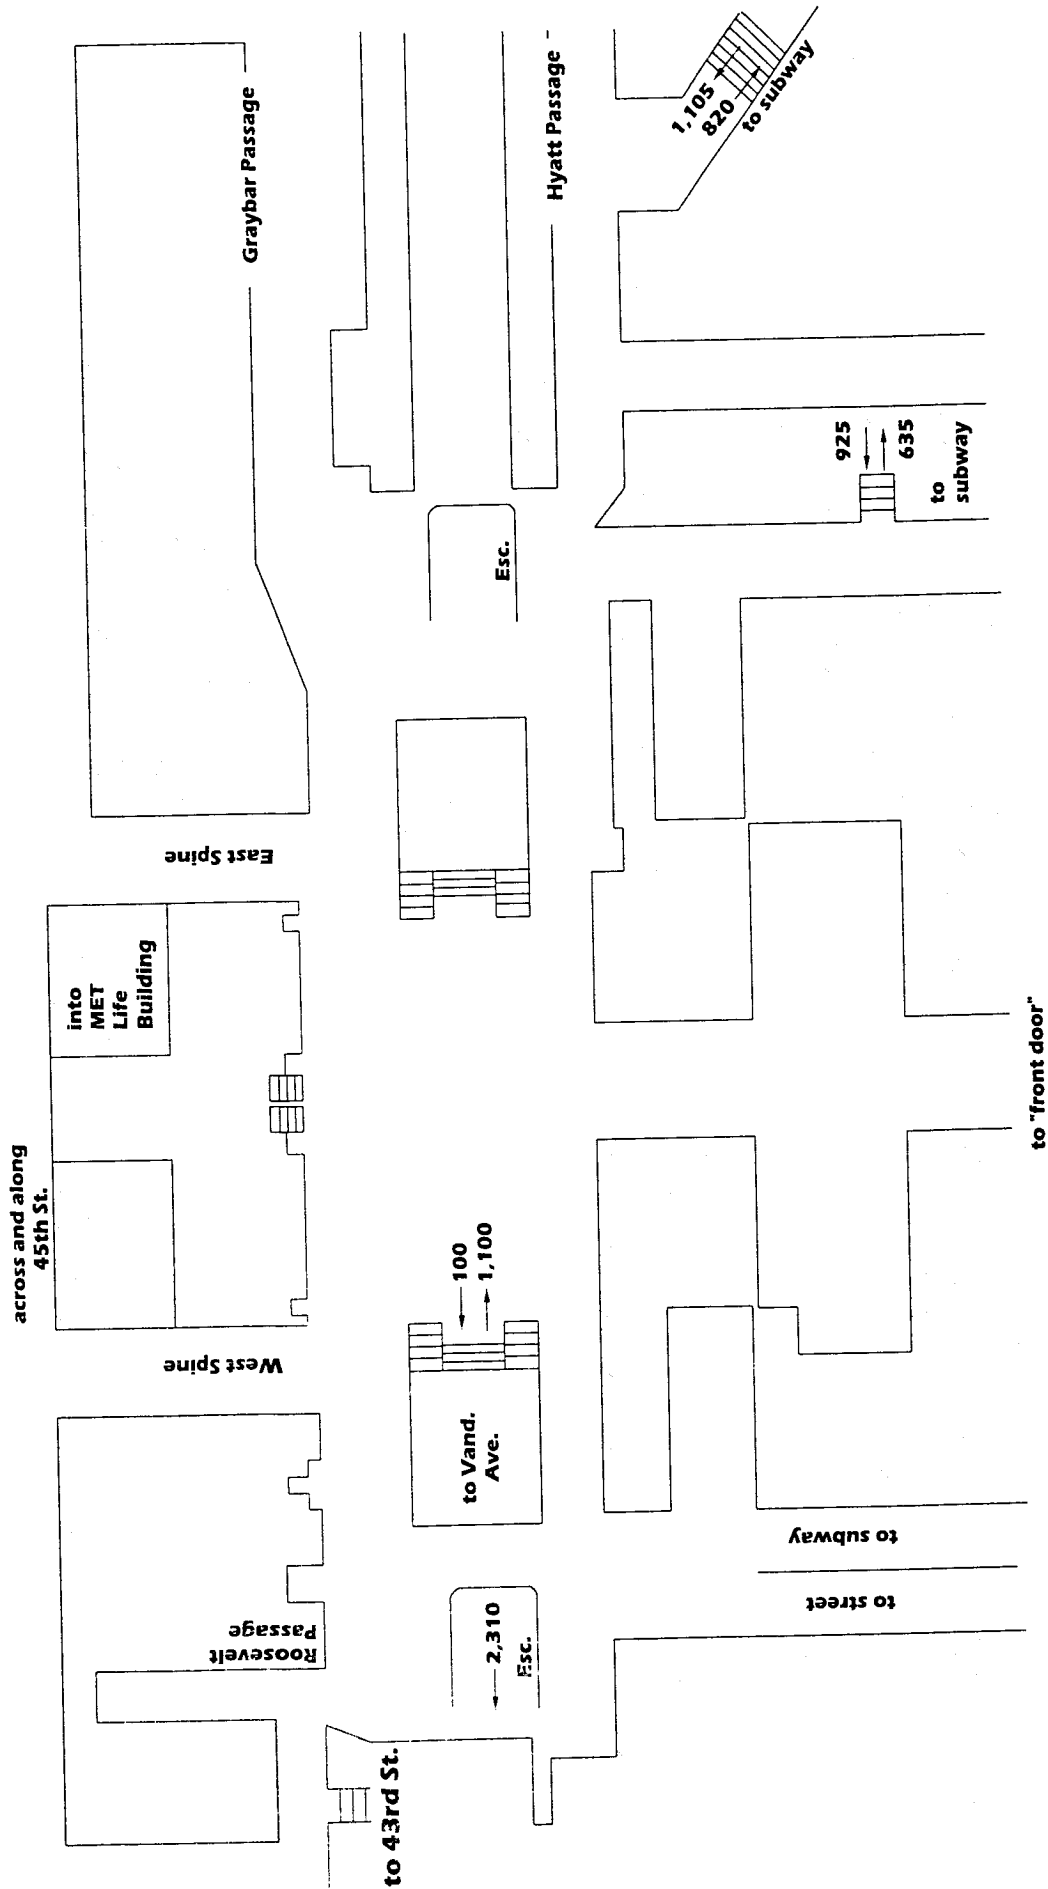 across and along
45th St.
into
MET
Life
Building
East Spine
West Spine
Graybar Passage
Roosevelt
Passage
to 43rd St.
2,310
Esc.
to Vand.
Ave.
100
1,100
Esc.
Hyatt Passage
1,105
820
to subway
925
635
to
subway
to subway
to street
to "front door"